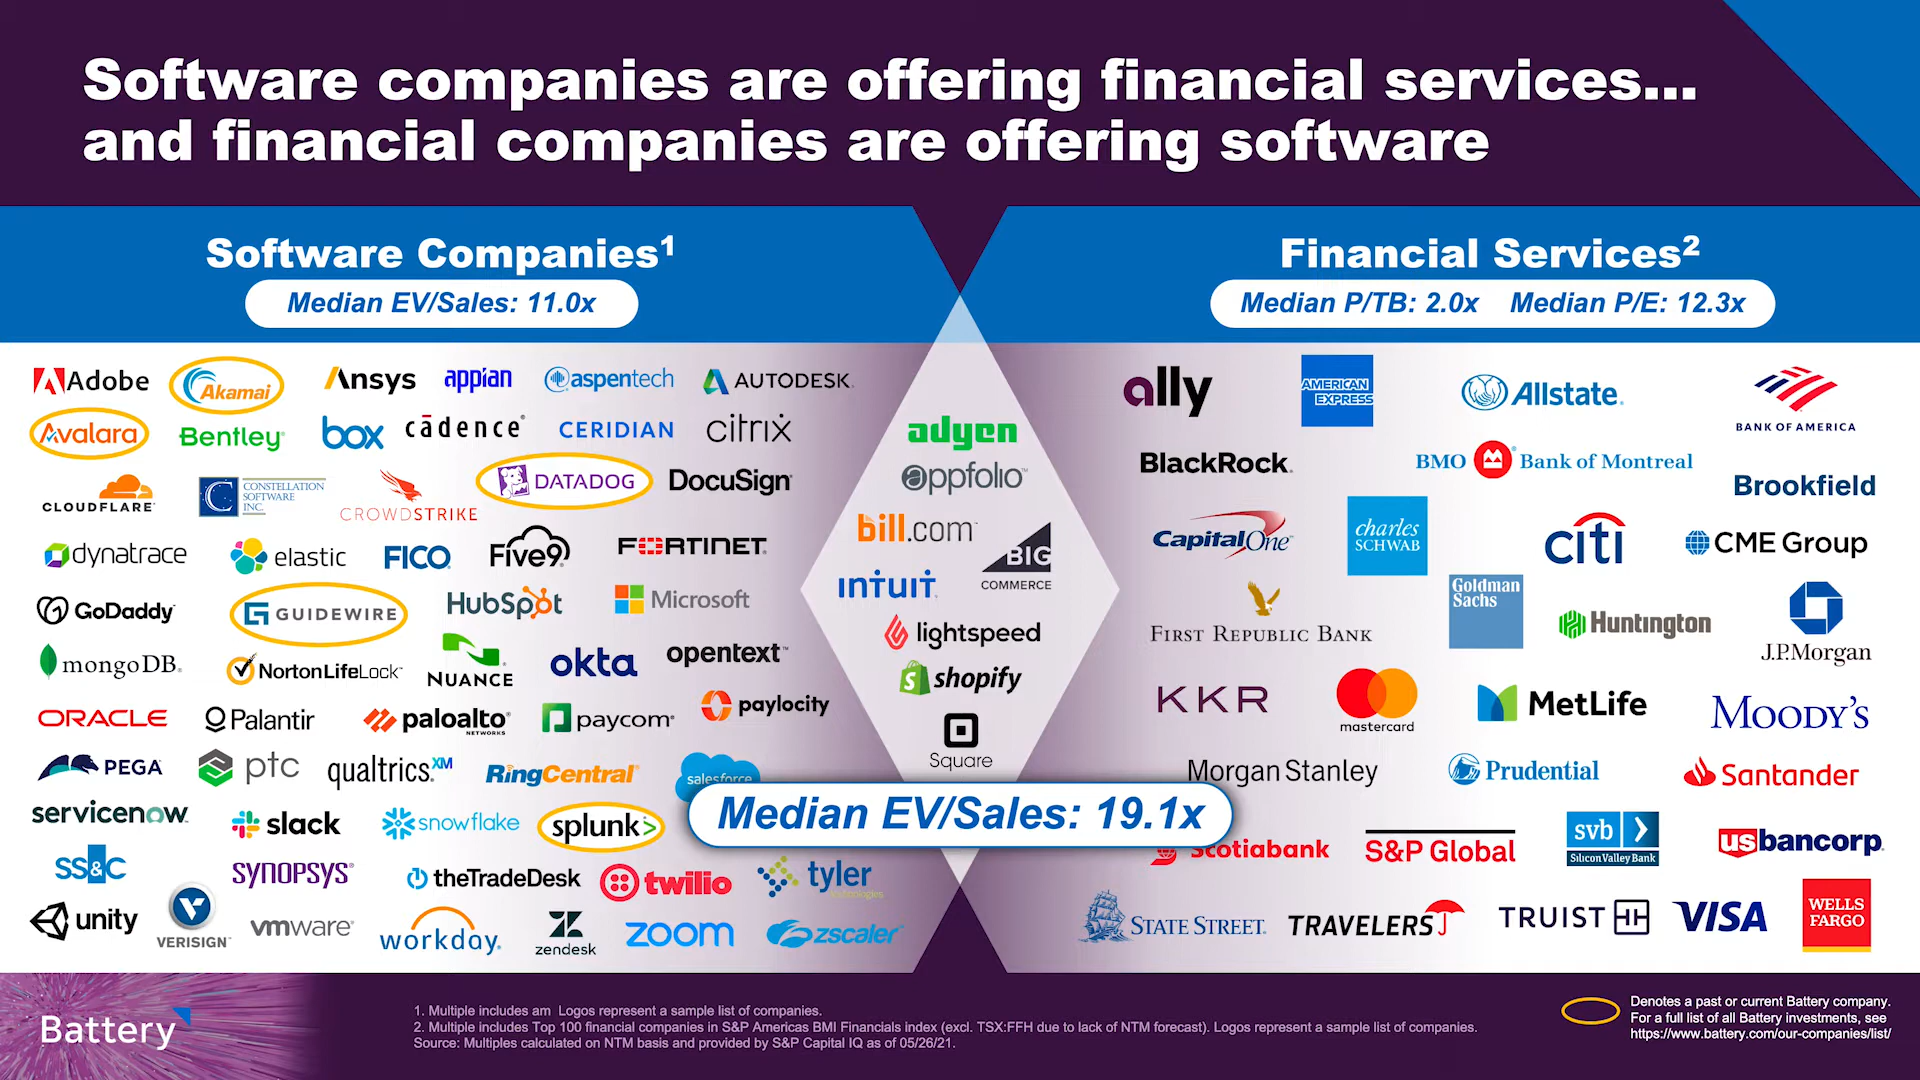 Software companies are offering financial services...
and financial companies are offering software
Software Companies1
Median EV/Sales: 11.0x
Financial Services2
Median P/TB: 2.0x Median P/E: 12.3x
Adobe Akamai Ansys appian aspentech AUTODESK
Avalara Bentley box cādence CERIDIAN citrix
CLOUDFLARE CONSTELLATION SOFTWARE INC. CROWDSTRIKE DATADOG DocuSign
dynatrace elastic FICO Five9 FORTINET
GoDaddy GUIDEWIRE HubSpot Microsoft
mongoDB NortonLifeLock NUANCE okta opentext
ORACLE Palantir paloalto NETWORKS paycom paylocity
PEGA ptc qualtrics.XM RingCentral salesforce
servicenow slack snowflake splunk>
SS&C SYNOPSYS theTradeDesk twilio tyler technologies
unity VERISIGN vmware workday zendesk zoom zscaler
adyen
appfolio
bill.com
BIG COMMERCE
INTUIT
lightspeed
shopify
Square
Median EV/Sales: 19.1x
ally AMERICAN EXPRESS Allstate BANK OF AMERICA
BlackRock BMO Bank of Montreal Brookfield
Capital One charles SCHWAB citi CME Group
FIRST REPUBLIC BANK Goldman Sachs Huntington J.P.Morgan
KKR mastercard MetLife MOODY'S
Morgan Stanley Prudential Santander
Scotiabank S&P Global svb Silicon Valley Bank usbancorp
STATE STREET TRAVELERS TRUIST VISA WELLS FARGO
Battery
1. Multiple includes am Logos represent a sample list of companies.
2. Multiple includes Top 100 financial companies in S&P Americas BMI Financials index (excl. TSX:FFH due to lack of NTM forecast). Logos represent a sample list of companies.
Source: Multiples calculated on NTM basis and provided by S&P Capital IQ as of 05/26/21.
Denotes a past or current Battery company.
For a full list of all Battery investments, see
https://www.battery.com/our-companies/list/